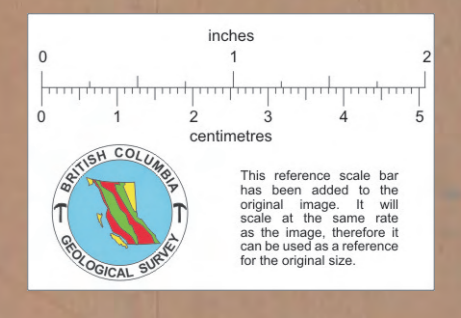 inches
0 1 2
0 1 2 3 4 5
centimetres
BRITISH COLUMBIA
GEOLOGICAL SURVEY
This reference scale bar
has been added to the
original image. It will
scale at the same rate
as the image, therefore it
can be used as a reference
for the original size.